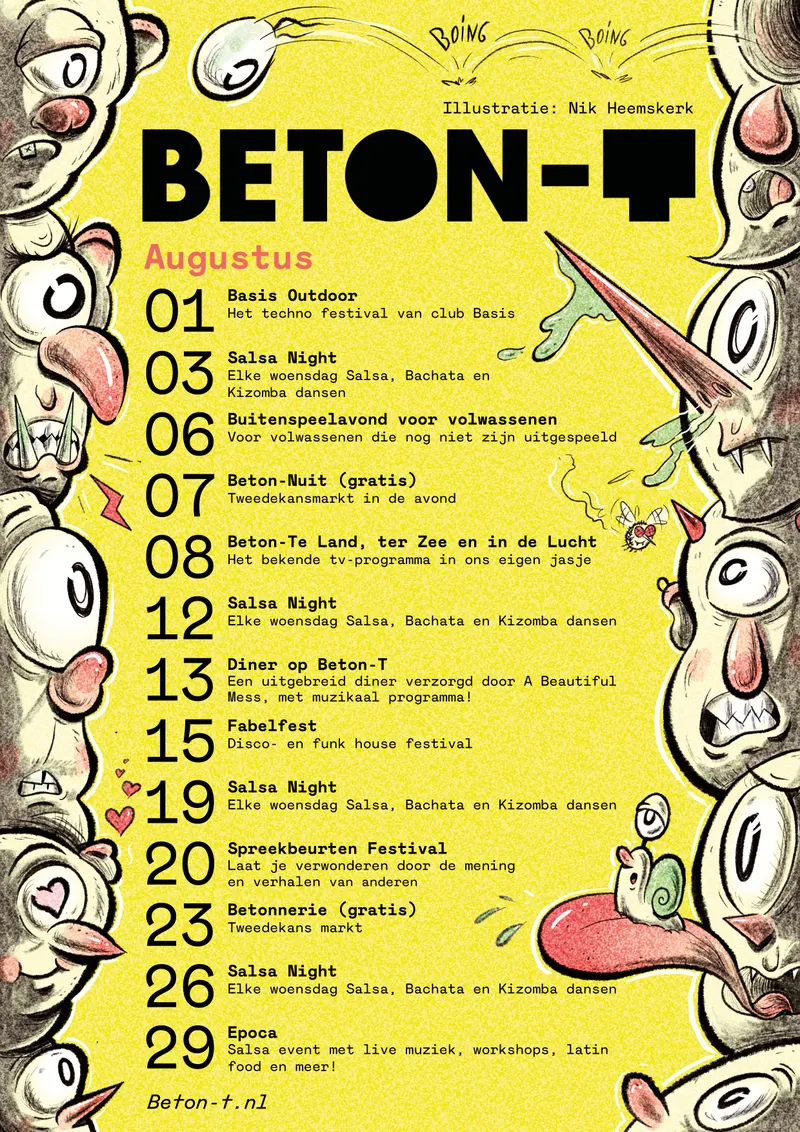 BOING
BOING
Illustratie: Nik Heemskerk
BETON-T
Augustus
01 Basis Outdoor
Het techno festival van club Basis
03 Salsa Night
Elke woensdag Salsa, Bachata en
Kizomba dansen
06 Buitenspeelavond voor volwassenen
Voor volwassenen die nog niet zijn uitgespeeld
07 Beton-Nuit (gratis)
Tweedekansmarkt in de avond
08 Beton-Te Land, ter Zee en in de Lucht
Het bekende tv-programma in ons eigen jasje
12 Salsa Night
Elke woensdag Salsa, Bachata en Kizomba dansen
13 Diner op Beton-T
Een uitgebreid diner verzorgd door A Beautiful
Mess, met muzikaal programma!
15 Fabelfest
Disco- en funk house festival
19 Salsa Night
Elke woensdag Salsa, Bachata en Kizomba dansen
20 Spreekbeurten Festival
Laat je verwonderen door de mening
en verhalen van anderen
23 Betonnerie (gratis)
Tweedekans markt
26 Salsa Night
Elke woensdag Salsa, Bachata en Kizomba dansen
29 Epoca
Salsa event met live muziek, workshops, latin
food en meer!
Beton-t.nl